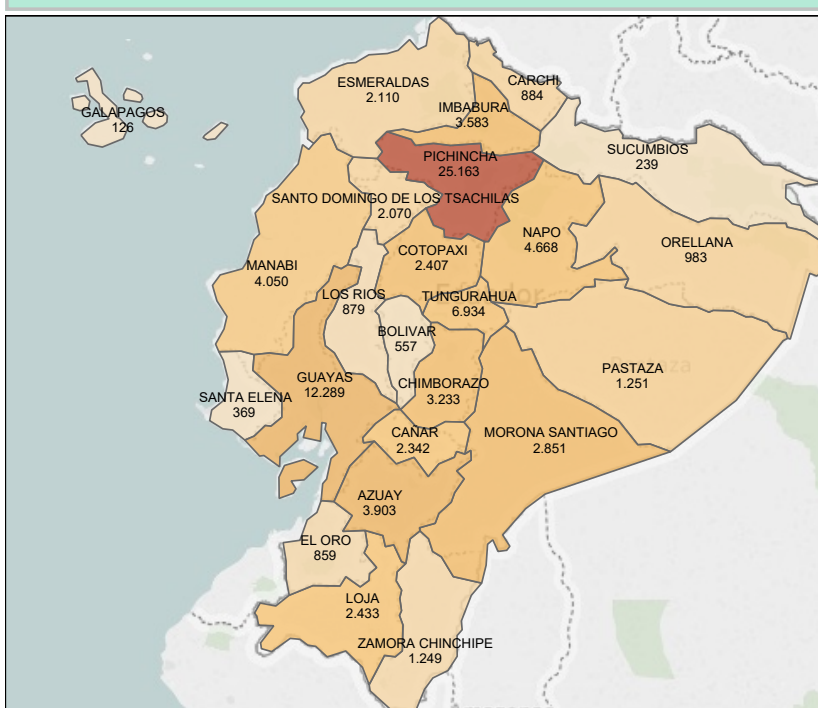 ESMERALDAS
2.110
CARCHI
884
IMBABURA
3.583
GALAPAGOS
126
PICHINCHA
25.163
SUCUMBIOS
239
SANTO DOMINGO DE LOS TSACHILAS
2.070
NAPO
4.668
ORELLANA
983
COTOPAXI
2.407
MANABI
4.050
LOS RIOS
879
TUNGURAHUA
6.934
BOLIVAR
557
PASTAZA
1.251
GUAYAS
12.289
CHIMBORAZO
3.233
SANTA ELENA
369
CAÑAR
2.342
MORONA SANTIAGO
2.851
AZUAY
3.903
EL ORO
859
LOJA
2.433
ZAMORA CHINCHIPE
1.249